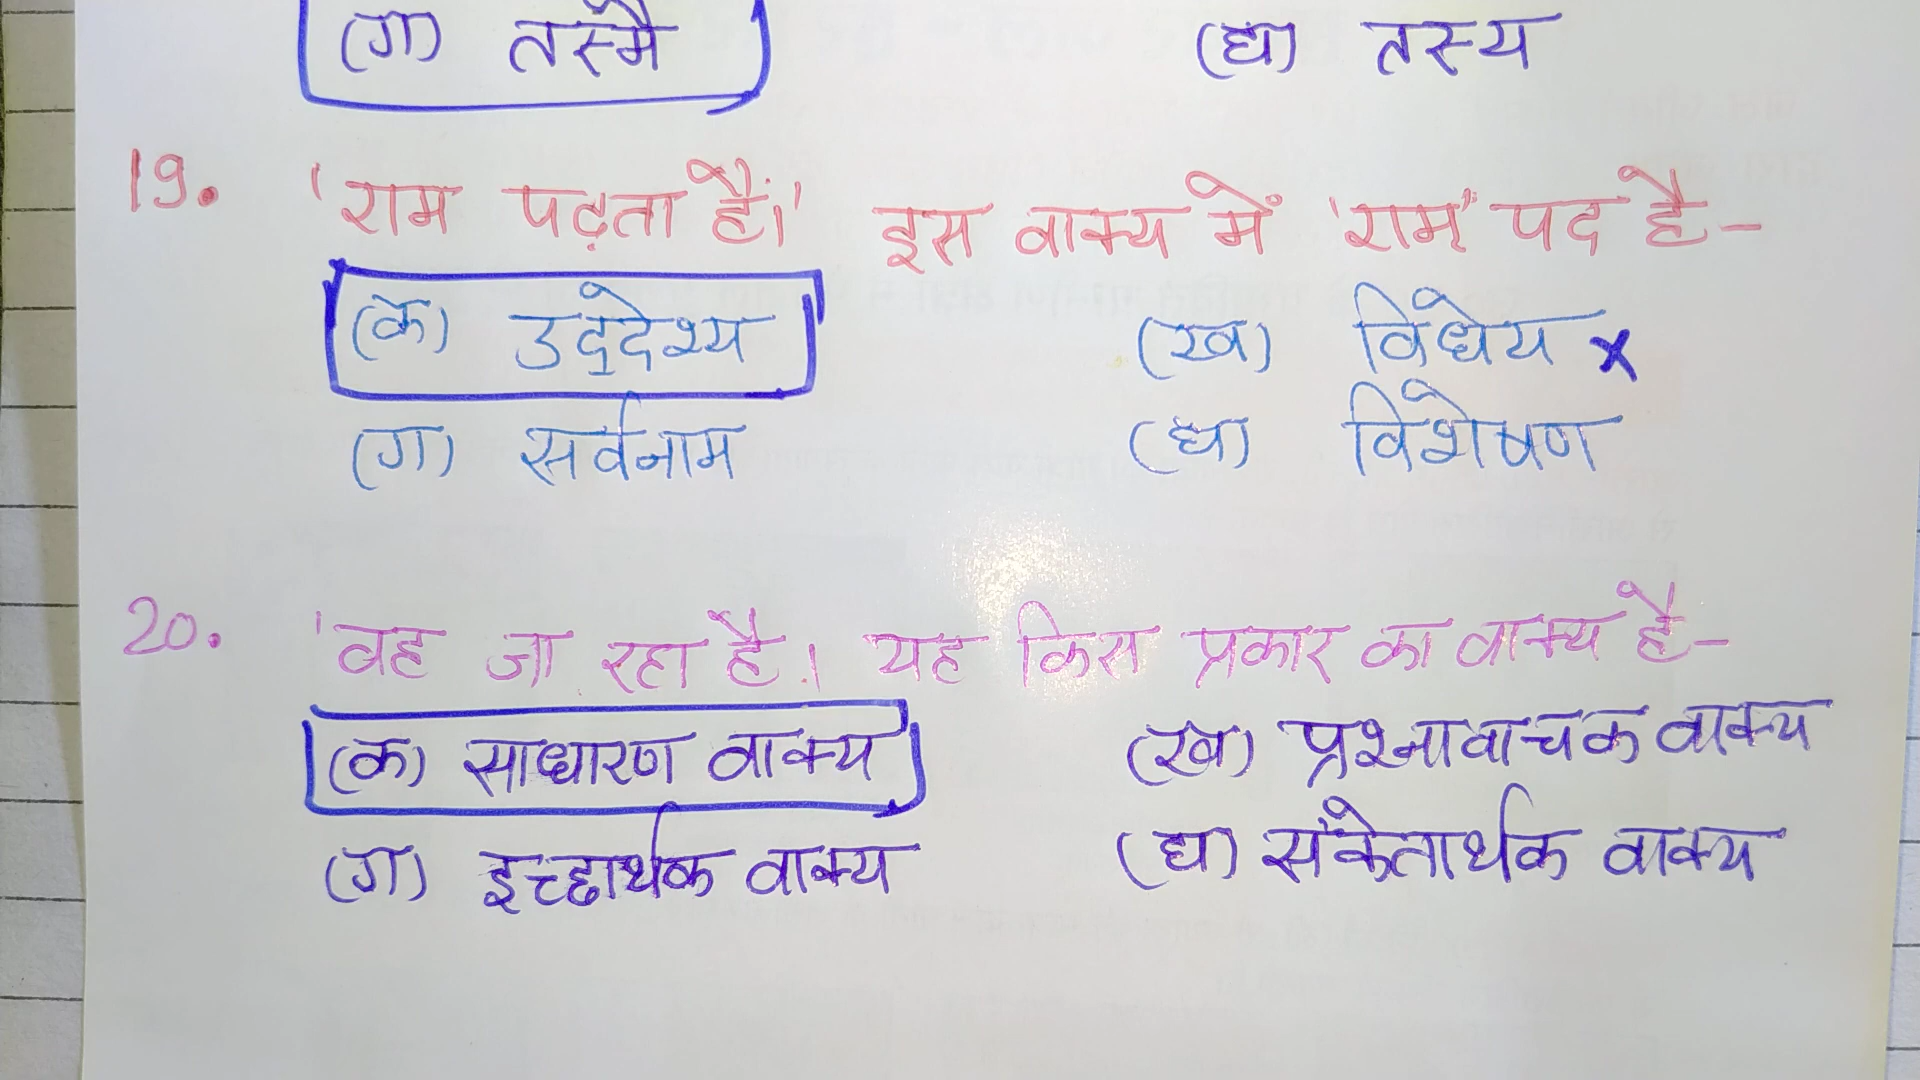 (ग) तस्मै (घ) तस्य
19. 'राम पढ़ता है।' इस वाक्य में 'राम' पद है-
(क) उद्‌देश्य (ख) विधेय x
(ग) सर्वनाम (घ) विशेषण
20. 'वह जा रहा है। यह किस प्रकार का वाक्य है-
(क) साधारण वाक्य (ख) प्रश्नावाचक वाक्य
(ग) इच्छार्थक वाक्य (घ) संकेतार्थक वाक्य